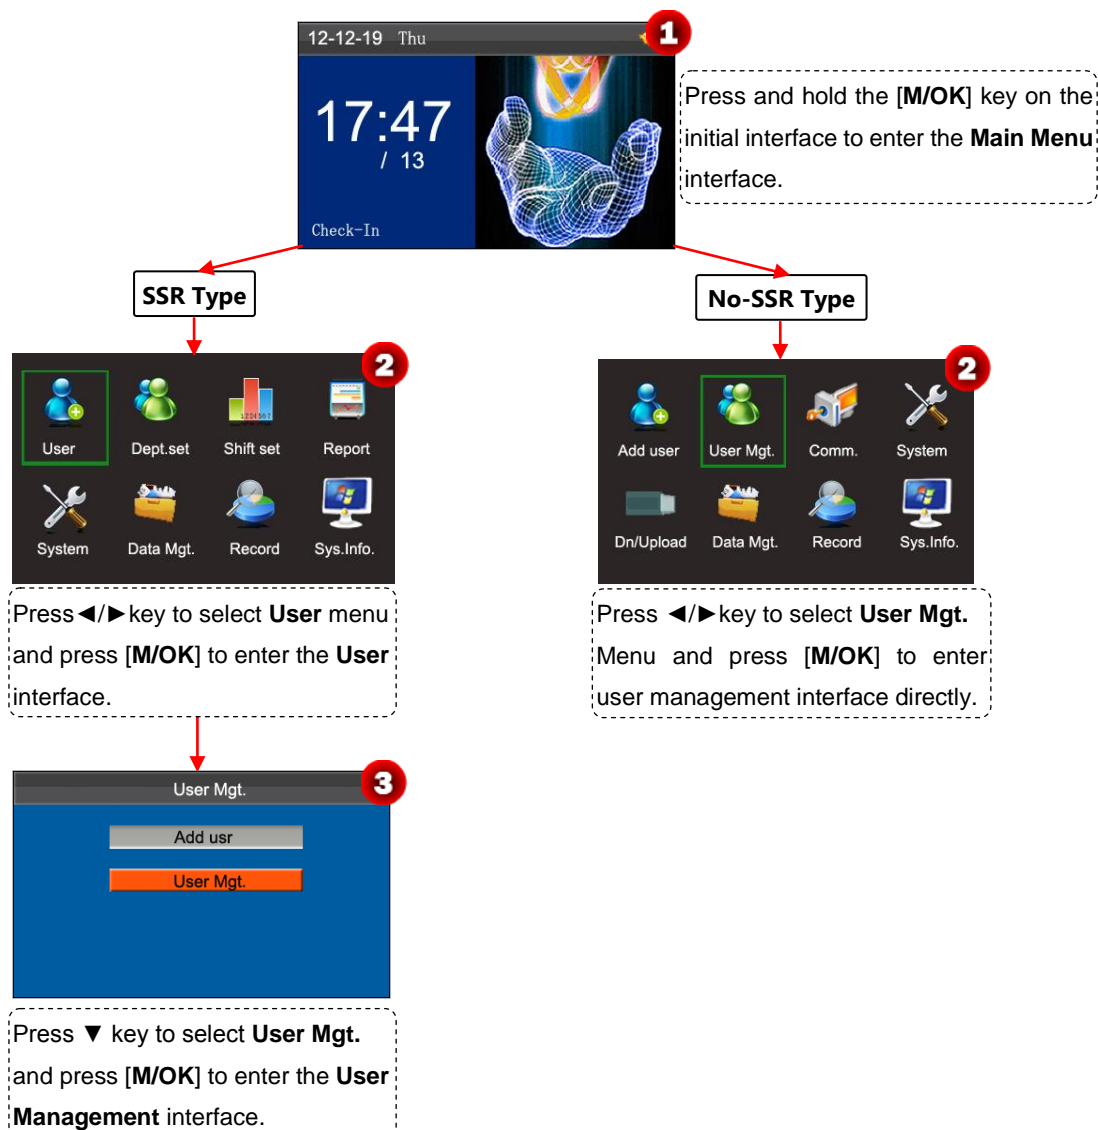 12-12-19 Thu
1
17:47
/ 13
Check-In
Press and hold the [M/OK] key on the
initial interface to enter the Main Menu
interface.
SSR Type
No-SSR Type
2
User Dept.set Shift set Report
System Data Mgt. Record Sys.Info.
Press◄/►key to select User menu
and press [M/OK] to enter the User
interface.
2
Add user User Mgt. Comm. System
Dn/Upload Data Mgt. Record Sys.Info.
Press ◄/►key to select User Mgt.
Menu and press [M/OK] to enter
user management interface directly.
3
User Mgt.
Add usr
User Mgt.
Press ▼ key to select User Mgt.
and press [M/OK] to enter the User
Management interface.